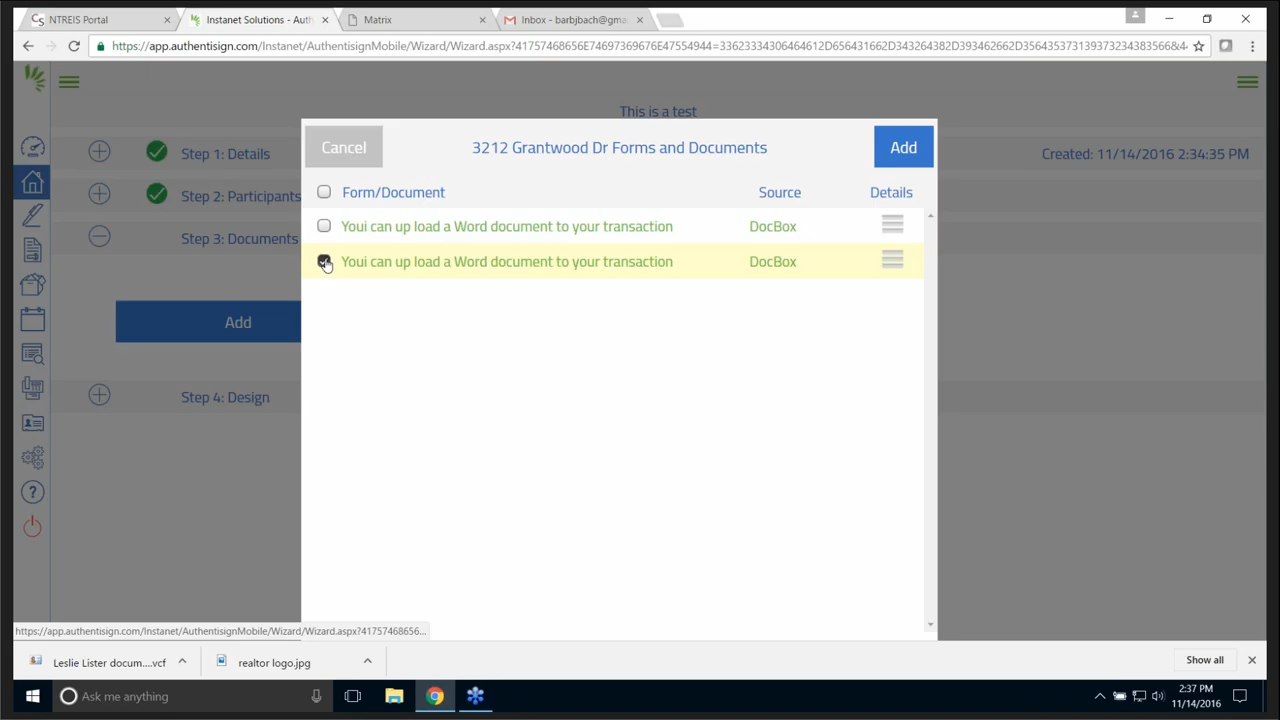 NTREIS Portal
Instanet Solutions - Auth
Matrix
Inbox - barbjbach@gma
https://app.authentisign.com/Instanet/AuthentisignMobile/Wizard/Wizard.aspx?
This is a test
Cancel
3212 Grantwood Dr Forms and Documents
Add
Step 1: Details
Created: 11/14/2016 2:34:35 PM
Form/Document
Source
Details
Step 2: Participants
Youi can up load a Word document to your transaction
DocBox
Step 3: Documents
Youi can up load a Word document to your transaction
DocBox
Add
Step 4: Design
https://app.authentisign.com/Instanet/AuthentisignMobile/Wizard/Wizard.aspx?41757468656...
Leslie Lister docum....vcf
realtor logo.jpg
Show all
Ask me anything
2:37 PM
11/14/2016